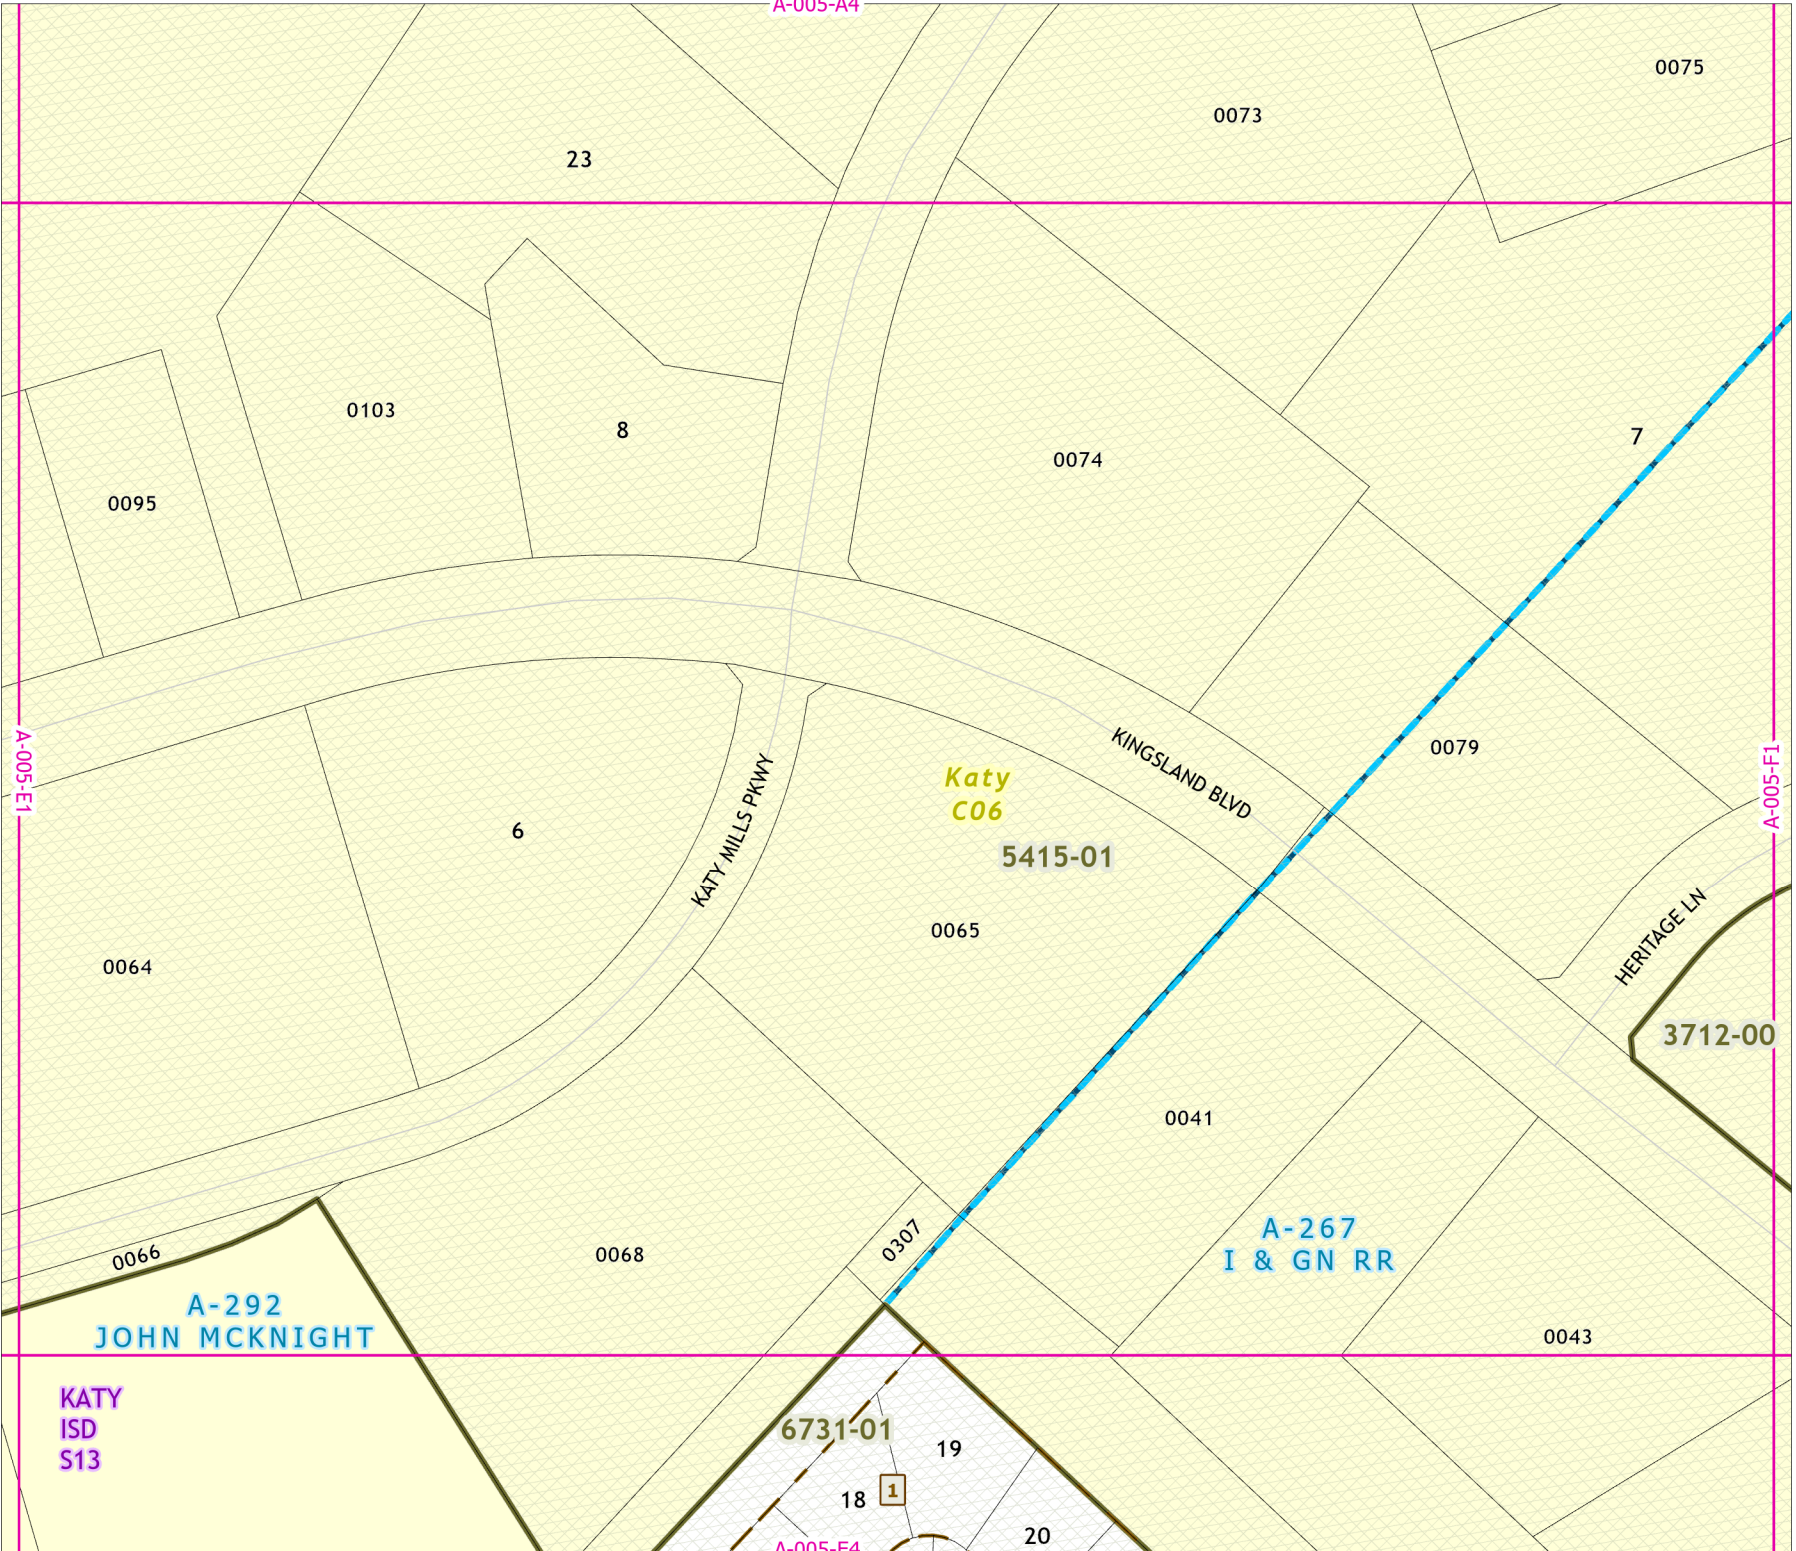 A-005-A4
0075
0073
23
0103
8
7
0074
0095
A-005-E1
KINGSLAND BLVD
0079
A-005-F1
Katy
C06
KATY MILLS PKWY
6
5415-01
0065
HERITAGE LN
0064
3712-00
0041
0307
A-267
I & GN RR
0066
0068
A-292
JOHN MCKNIGHT
0043
KATY
ISD
S13
6731-01
19
1
18
20